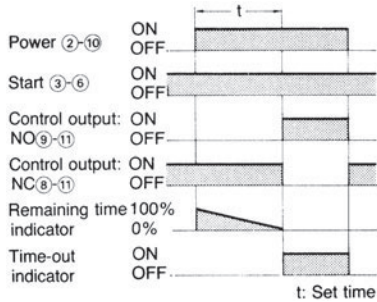 t
Power ②-⑩ ON
OFF
Start ③-⑥ ON
OFF
Control output: ON
NO⑨-⑪ OFF
Control output: ON
NC⑧-⑪ OFF
Remaining time 100%
indicator 0%
Time-out ON
indicator OFF
t: Set time